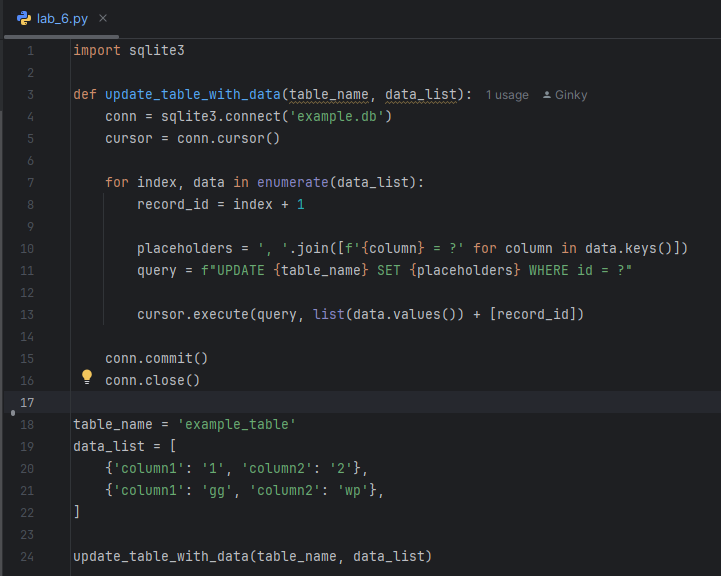 lab_6.py
1 import sqlite3
2
3 def update_table_with_data(table_name, data_list): 1 usage Ginky
4     conn = sqlite3.connect('example.db')
5     cursor = conn.cursor()
6
7     for index, data in enumerate(data_list):
8         record_id = index + 1
9
10         placeholders = ', '.join([f'{column} = ?' for column in data.keys()])
11         query = f"UPDATE {table_name} SET {placeholders} WHERE id = ?"
12
13         cursor.execute(query, list(data.values()) + [record_id])
14
15     conn.commit()
16     conn.close()
17
18 table_name = 'example_table'
19 data_list = [
20     {'column1': '1', 'column2': '2'},
21     {'column1': 'gg', 'column2': 'wp'},
22 ]
23
24 update_table_with_data(table_name, data_list)